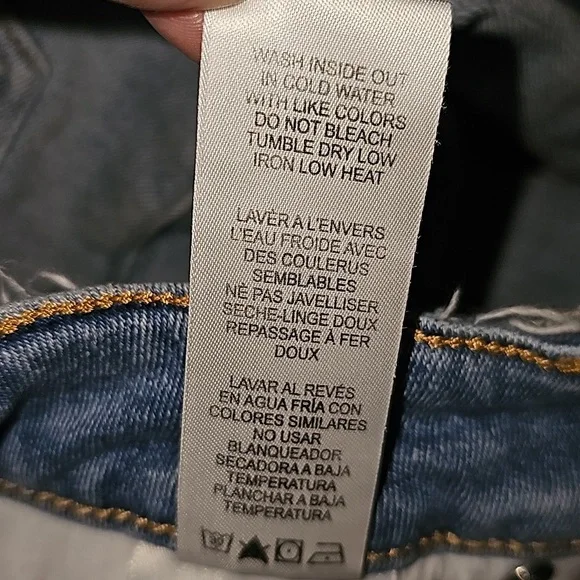 WASH INSIDE OUT
IN COLD WATER
WITH LIKE COLORS
DO NOT BLEACH
TUMBLE DRY LOW
IRON LOW HEAT
LAVER A L'ENVERS
L'EAU FROIDE AVEC
DES COULERUS
SEMBLABLES
NE PAS JAVELLISER
SECHE-LINGE DOUX
REPASSAGE À FER
DOUX
LAVAR AL REVÉS
EN AGUA FRÍA CON
COLORES SIMILARES
NO USAR
BLANQUEADOR
SECADORA A BAJA
TEMPERATURA
PLANCHAR A BAJA
TEMPERATURA
30